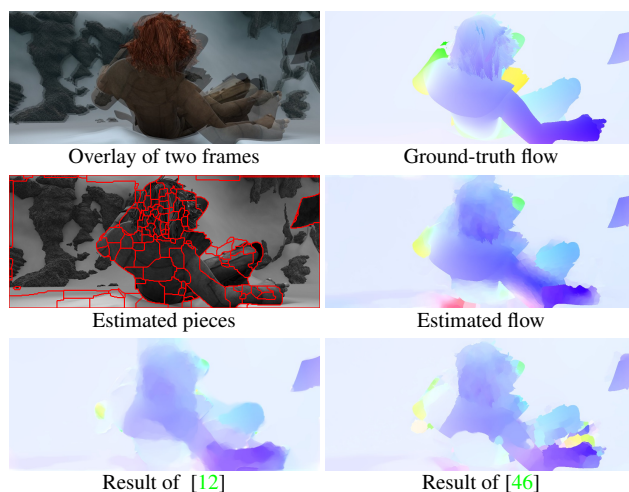 Overlay of two frames
Ground-truth flow
Estimated pieces
Estimated flow
Result of [12]
Result of [46]